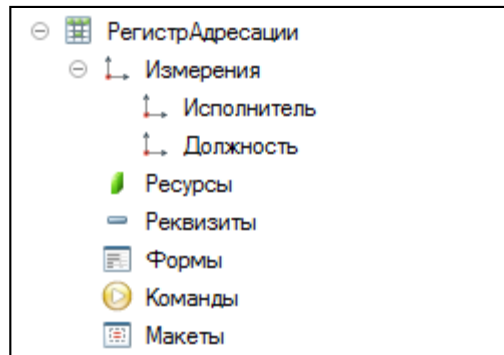 РегистрАдресации
Измерения
Исполнитель
Должность
Ресурсы
Реквизиты
Формы
Команды
Макеты